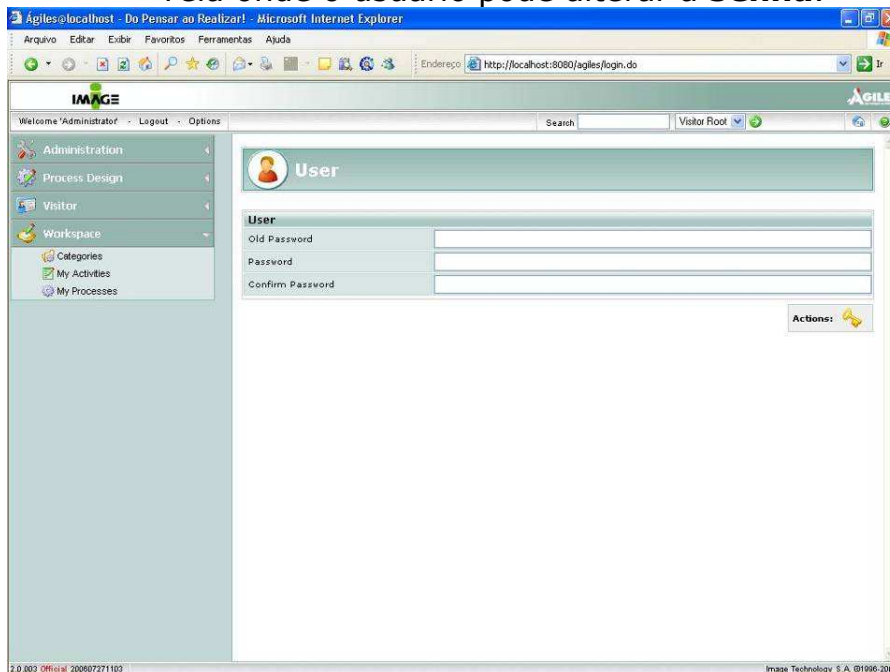 Tela onde o usuário pode alterar a senha.
Ágiles@localhost - Do Pensar ao Realizar! - Microsoft Internet Explorer
Arquivo Editar Exibir Favoritos Ferramentas Ajuda
Endereço http://localhost:8080/agiles/login.do Ir
IMAGE ÁGILE
Welcome 'Administrator' - Logout - Options Search Visitor Root
Administration
Process Design
Visitor
Workspace
Categories
My Activities
My Processes
User
User
Old Password
Password
Confirm Password
Actions:
2.0.003 Official 200607271103 Image Technology S.A. ©1996-20